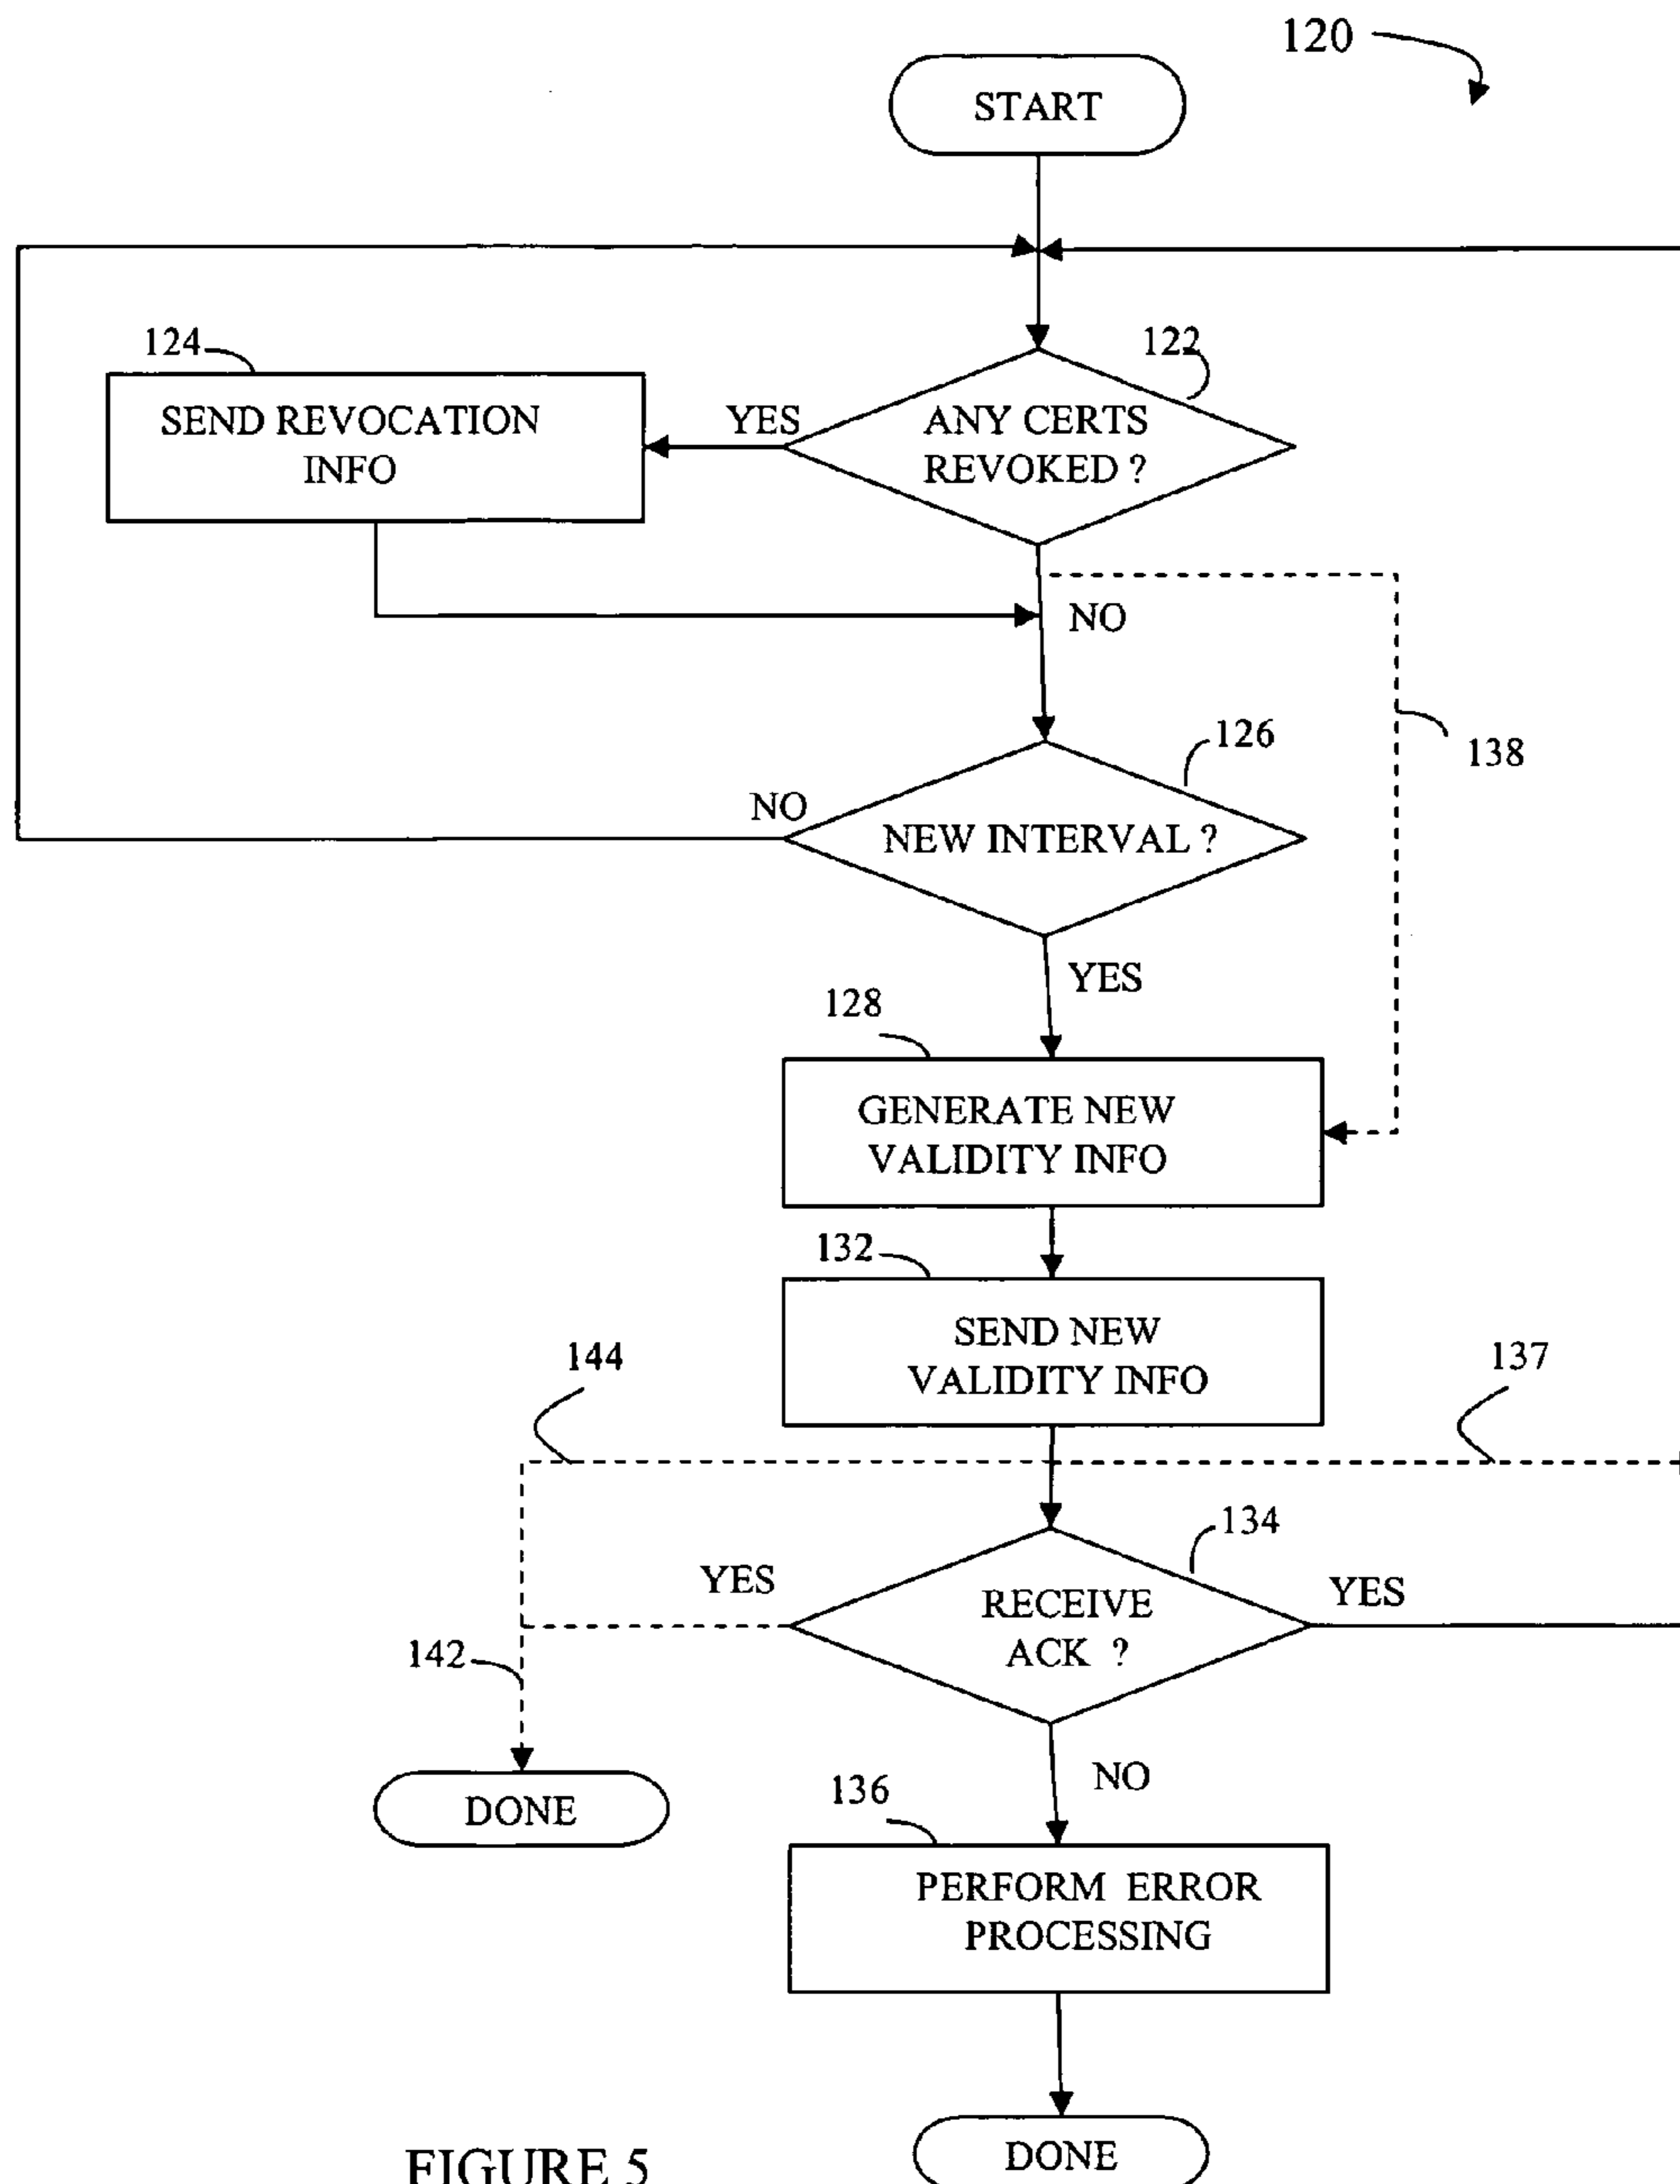 120
START
124
122
SEND REVOCATION
INFO
YES
ANY CERTS
REVOKED ?
NO
126
138
NO
NEW INTERVAL ?
YES
128
GENERATE NEW
VALIDITY INFO
132
SEND NEW
VALIDITY INFO
144
137
134
YES
RECEIVE
ACK ?
YES
142
NO
DONE
136
PERFORM ERROR
PROCESSING
DONE
FIGURE 5